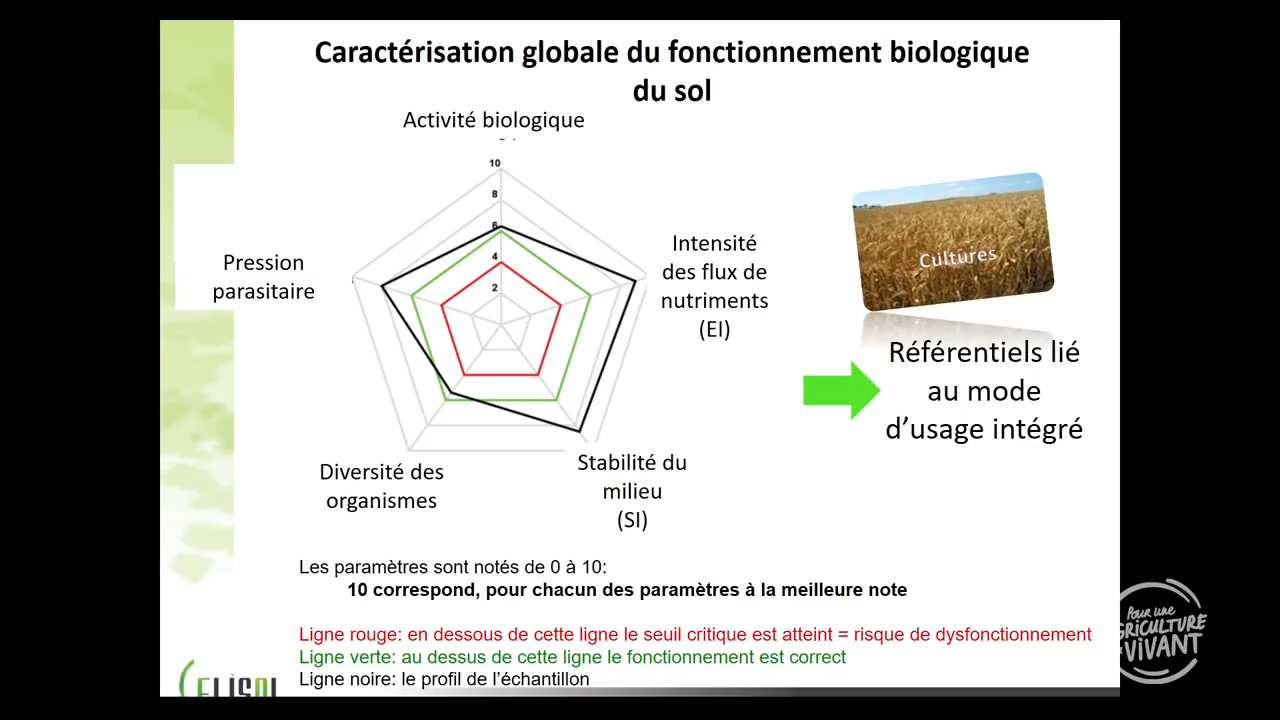 Caractérisation globale du fonctionnement biologique
du sol
Activité biologique
10
8
6
4
2
Intensité
des flux de
nutriments
(EI)
Pression
parasitaire
Diversité des
organismes
Stabilité du
milieu
(SI)
Cultures
Référentiels lié
au mode
d’usage intégré
Les paramètres sont notés de 0 à 10:
10 correspond, pour chacun des paramètres à la meilleure note
Ligne rouge: en dessous de cette ligne le seuil critique est atteint = risque de dysfonctionnement
Ligne verte: au dessus de cette ligne le fonctionnement est correct
Ligne noire: le profil de l’échantillon
ELISOL
POUR UNE
AGRICULTURE
DU VIVANT